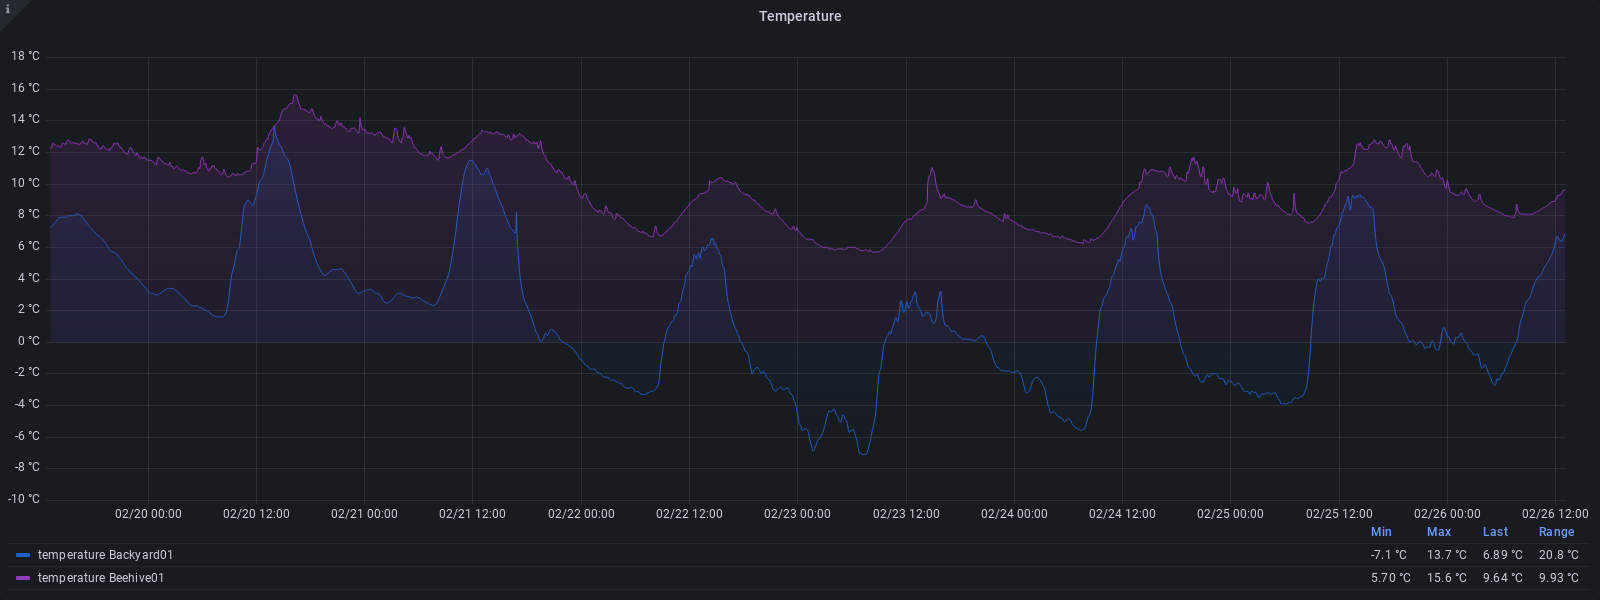 i
Temperature
18 °C
16 °C
14 °C
12 °C
10 °C
8 °C
6 °C
4 °C
2 °C
0 °C
-2 °C
-4 °C
-6 °C
-8 °C
-10 °C
02/20 00:00 02/20 12:00 02/21 00:00 02/21 12:00 02/22 00:00 02/22 12:00 02/23 00:00 02/23 12:00 02/24 00:00 02/24 12:00 02/25 00:00 02/25 12:00 02/26 00:00 02/26 12:00
Min Max Last Range
temperature Backyard01 -7.1 °C 13.7 °C 6.89 °C 20.8 °C
temperature Beehive01 5.70 °C 15.6 °C 9.64 °C 9.93 °C